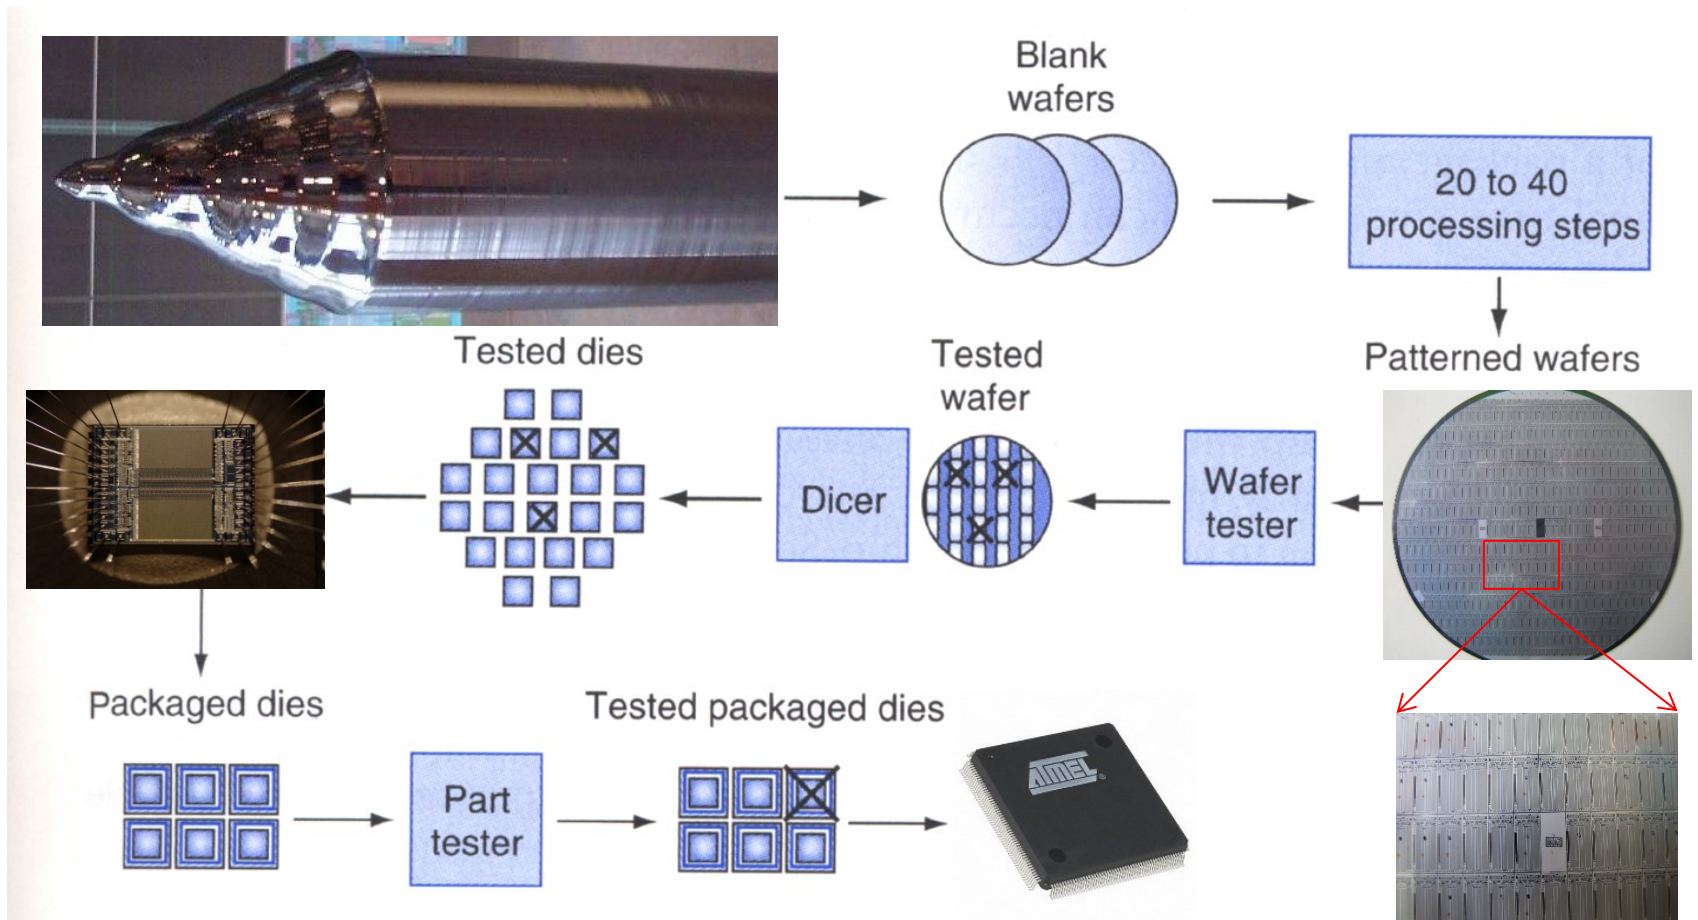 Blank
wafers
20 to 40
processing steps
Tested dies
Tested
wafer
Patterned wafers
Dicer
Wafer
tester
Packaged dies
Tested packaged dies
Part
tester
ATMEL
®